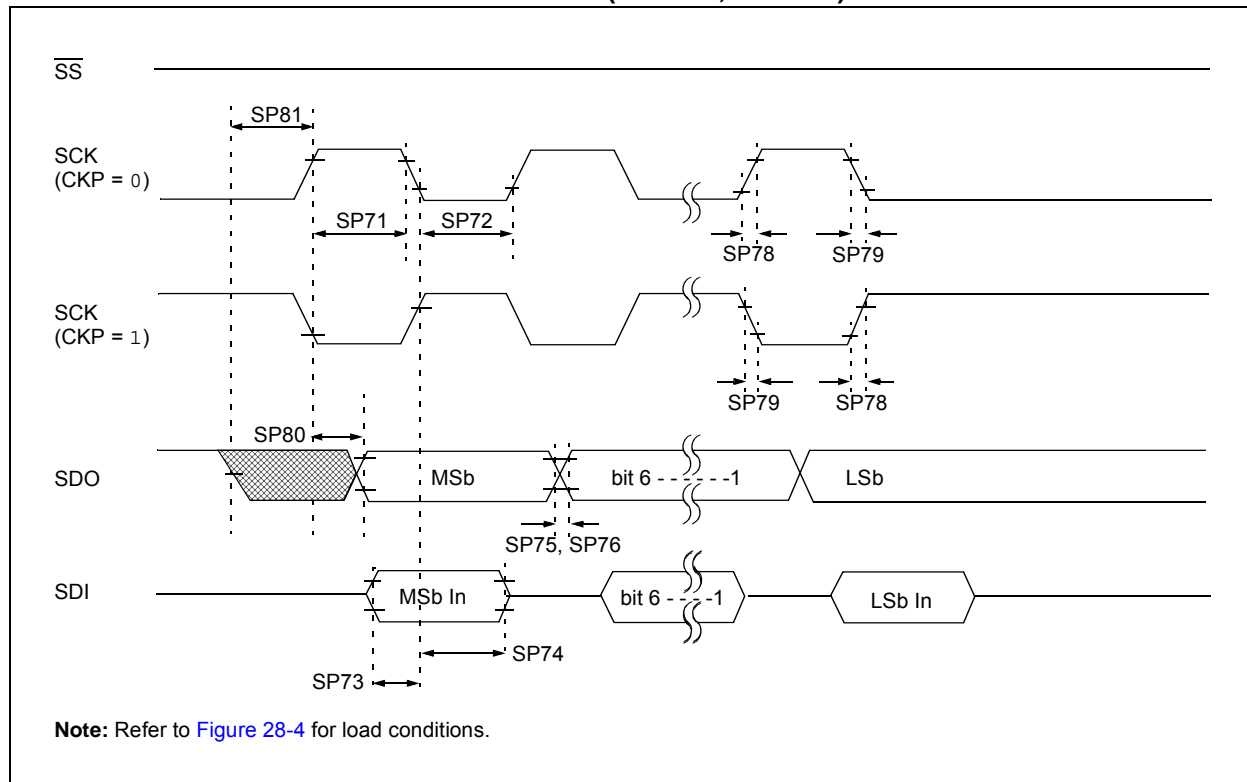 SS
SP81
SCK
(CKP = 0)
SP71
SP72
SP78
SP79
SCK
(CKP = 1)
SP79
SP78
SP80
SDO
MSb
bit 6 - - - - - -1
LSb
SP75, SP76
SDI
MSb In
bit 6 - - - -1
LSb In
SP74
SP73
Note: Refer to Figure 28-4 for load conditions.